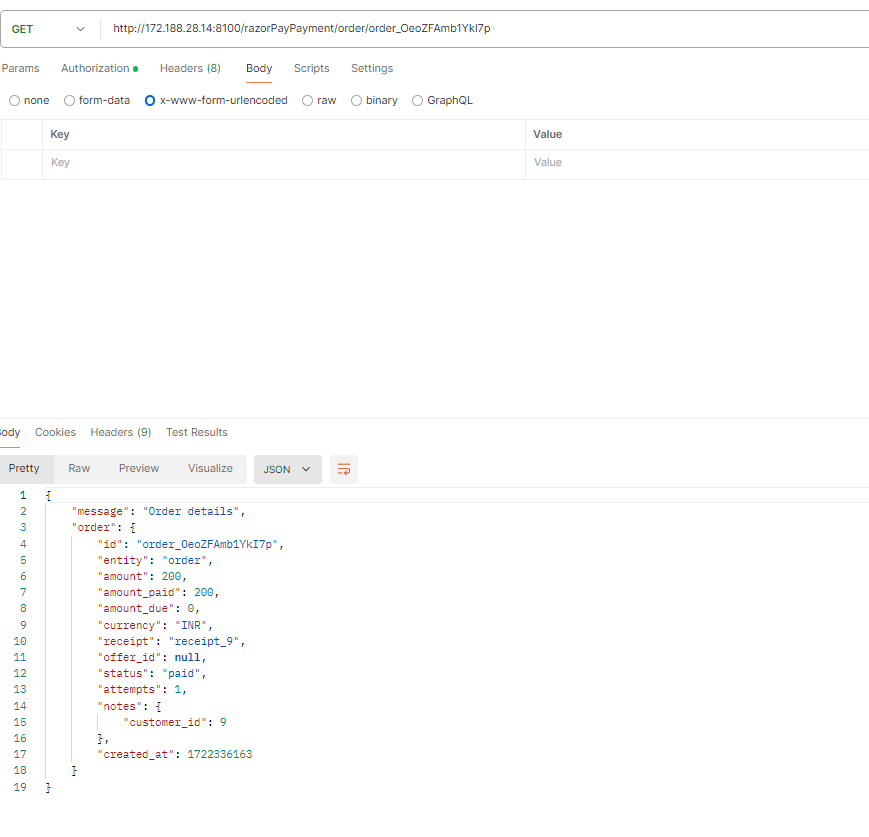 GET http://172.188.28.14:8100/razorPayPayment/order/order_OeoZFAmb1YkI7p
Params Authorization Headers (8) Body Scripts Settings
none form-data x-www-form-urlencoded raw binary GraphQL
Key Value
Key Value
ody Cookies Headers (9) Test Results
Pretty Raw Preview Visualize JSON
1 {
2 "message": "Order details",
3 "order": {
4 "id": "order_OeoZFAmb1YkI7p",
5 "entity": "order",
6 "amount": 200,
7 "amount_paid": 200,
8 "amount_due": 0,
9 "currency": "INR",
10 "receipt": "receipt_9",
11 "offer_id": null,
12 "status": "paid",
13 "attempts": 1,
14 "notes": {
15 "customer_id": 9
16 },
17 "created_at": 1722336163
18 }
19 }